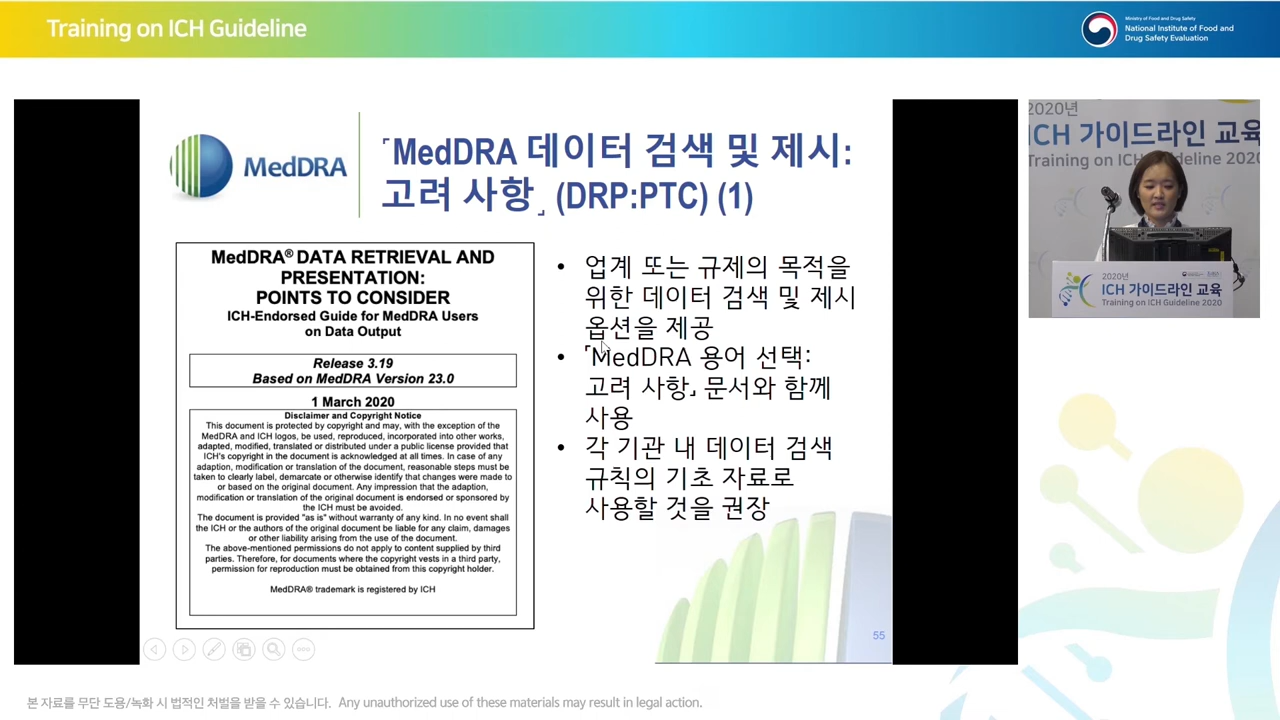 Training on ICH Guideline
Ministry of Food and Drug Safety
National Institute of Food and
Drug Safety Evaluation
MedDRA
「MedDRA 데이터 검색 및 제시:
고려 사항」 (DRP:PTC) (1)
MedDRA® DATA RETRIEVAL AND
PRESENTATION:
POINTS TO CONSIDER
ICH-Endorsed Guide for MedDRA Users
on Data Output
Release 3.19
Based on MedDRA Version 23.0
1 March 2020
Disclaimer and Copyright Notice
This document is protected by copyright and may, with the exception of the
MedDRA and ICH logos, be used, reproduced, incorporated into other works,
adapted, modified, translated or distributed under a public license provided that
ICH's copyright in the document is acknowledged at all times. In case of any
adaption, modification or translation of the document, reasonable steps must be
taken to clearly label, demarcate or otherwise identify that changes were made to
or based on the original document. Any impression that the adaption,
modification or translation of the original document is endorsed or sponsored by
the ICH must be avoided.
The document is provided "as is" without warranty of any kind. In no event shall
the ICH or the authors of the original document be liable for any claim, damages
or other liability arising from the use of the document.
The above-mentioned permissions do not apply to content supplied by third
parties. Therefore, for documents where the copyright vests in a third party,
permission for reproduction must be obtained from this copyright holder.
MedDRA® trademark is registered by ICH
• 업계 또는 규제의 목적을
위한 데이터 검색 및 제시
옵션을 제공
• 「MedDRA 용어 선택:
고려 사항」 문서와 함께
사용
• 각 기관 내 데이터 검색
규칙의 기초 자료로
사용할 것을 권장
55
2020년
ICH 가이드라인 교육
Training on ICH Guideline 2020
2020년
ICH 가이드라인 교육
Training on ICH Guideline 2020
본 자료를 무단 도용/녹화 시 법적인 처벌을 받을 수 있습니다. Any unauthorized use of these materials may result in legal action.